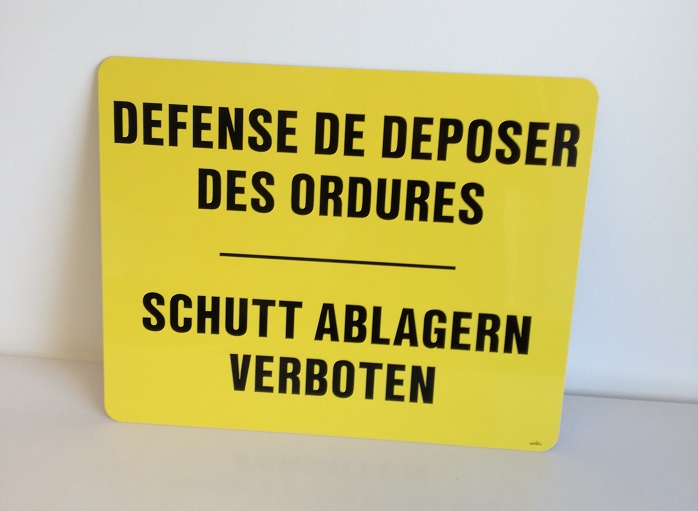 DEFENSE DE DEPOSER
DES ORDURES
SCHUTT ABLAGERN
VERBOTEN